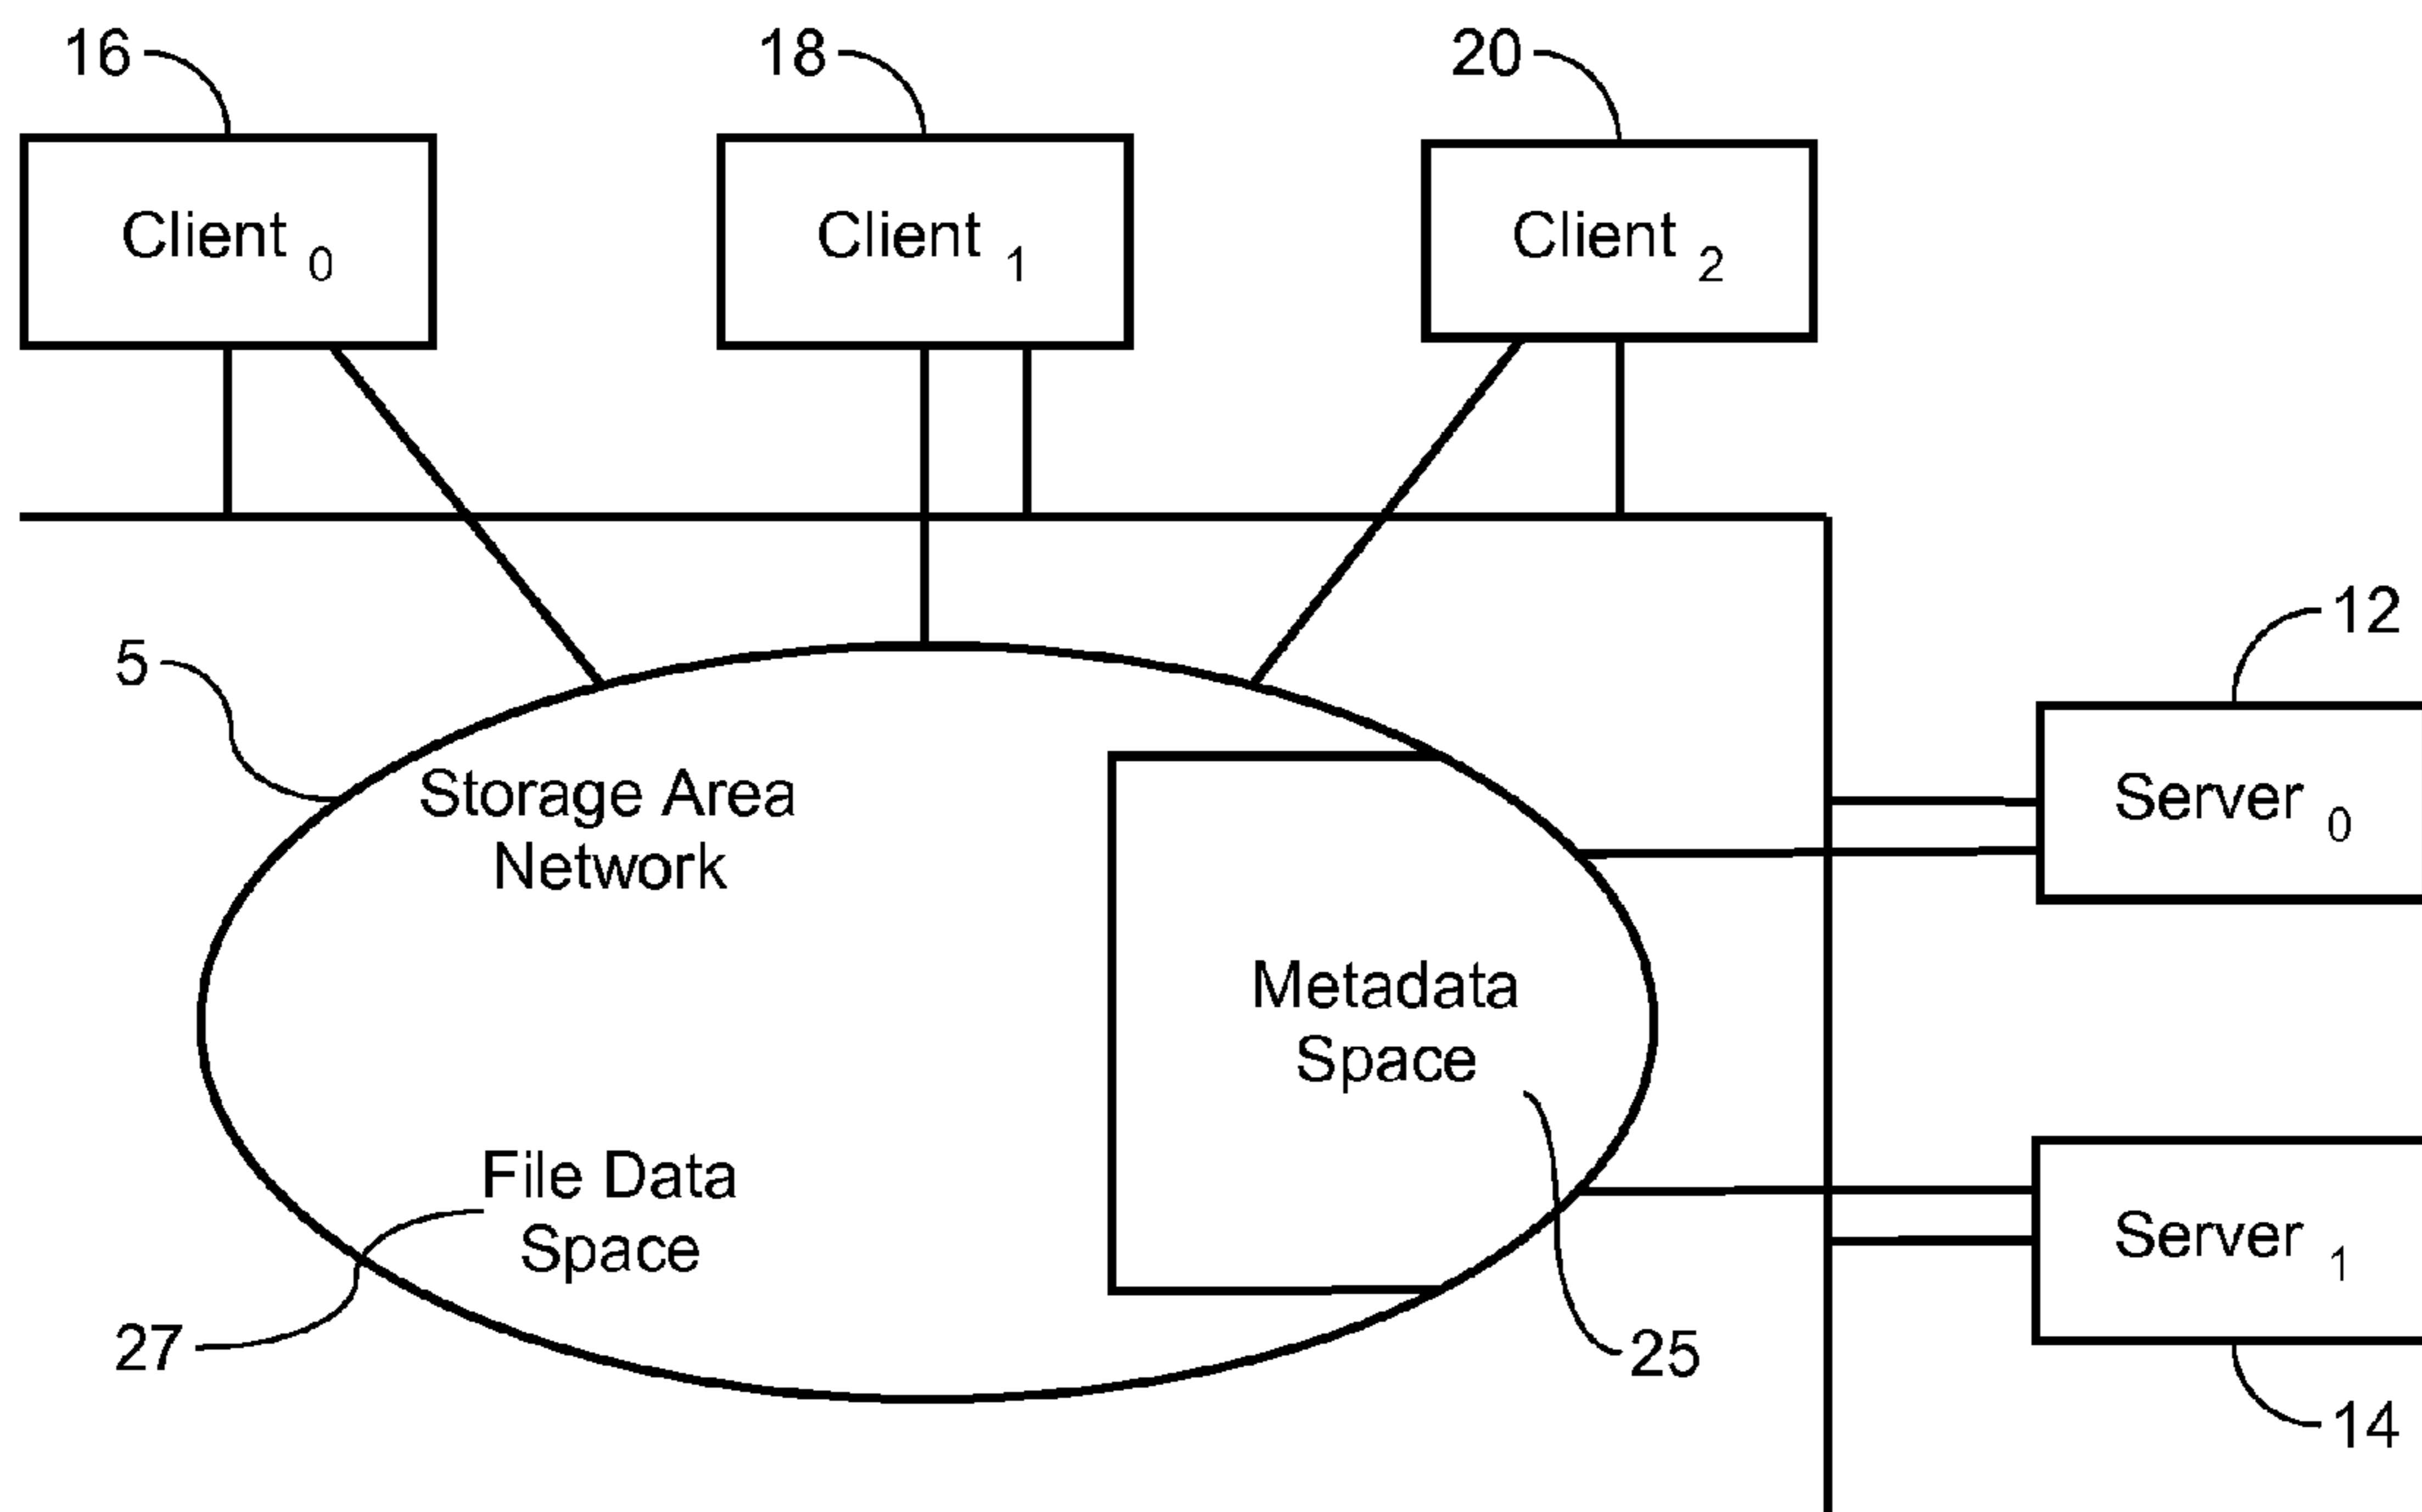 16
18
20
Client 0
Client 1
Client 2
12
5
Storage Area
Network
Server 0
Metadata
Space
File Data
Space
Server 1
27
25
14